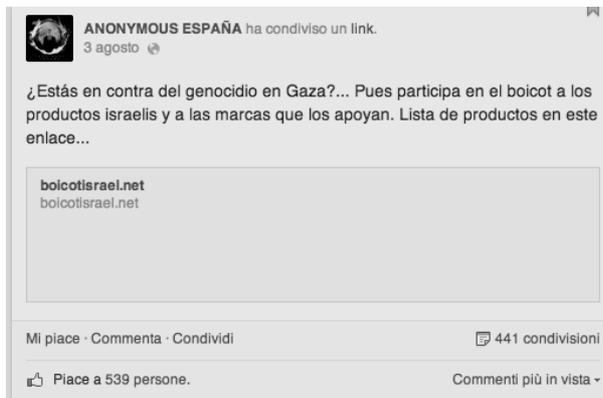 ANONYMOUS ESPAÑA ha condiviso un link.
3 agosto
¿Estás en contra del genocidio en Gaza?... Pues participa en el boicot a los
productos israelis y a las marcas que los apoyan. Lista de productos en este
enlace...
boicotisrael.net
boicotisrael.net
Mi piace · Commenta · Condividi
441 condivisioni
Piace a 539 persone.
Commenti più in vista